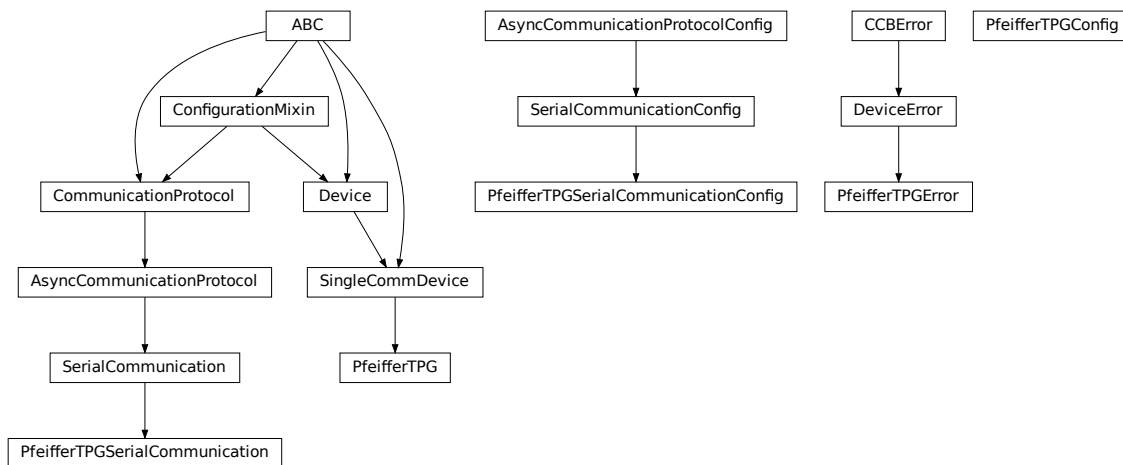 ABC
AsyncCommunicationProtocolConfig
CCBError
PfeifferTPGConfig
ConfigurationMixin
SerialCommunicationConfig
DeviceError
CommunicationProtocol
Device
PfeifferTPGSerialCommunicationConfig
PfeifferTPGError
AsyncCommunicationProtocol
SingleCommDevice
SerialCommunication
PfeifferTPG
PfeifferTPGSerialCommunication